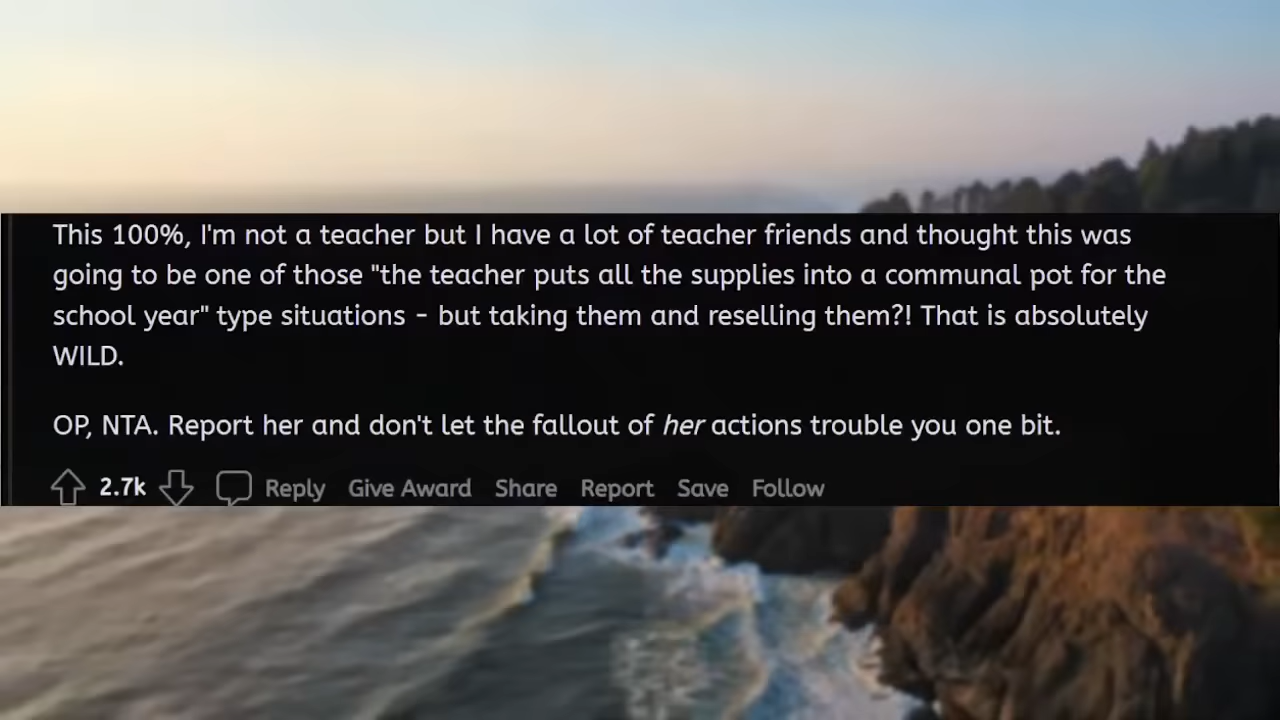 This 100%, I'm not a teacher but I have a lot of teacher friends and thought this was
going to be one of those "the teacher puts all the supplies into a communal pot for the
school year" type situations - but taking them and reselling them?! That is absolutely
WILD.
OP, NTA. Report her and don't let the fallout of her actions trouble you one bit.
2.7k Reply Give Award Share Report Save Follow